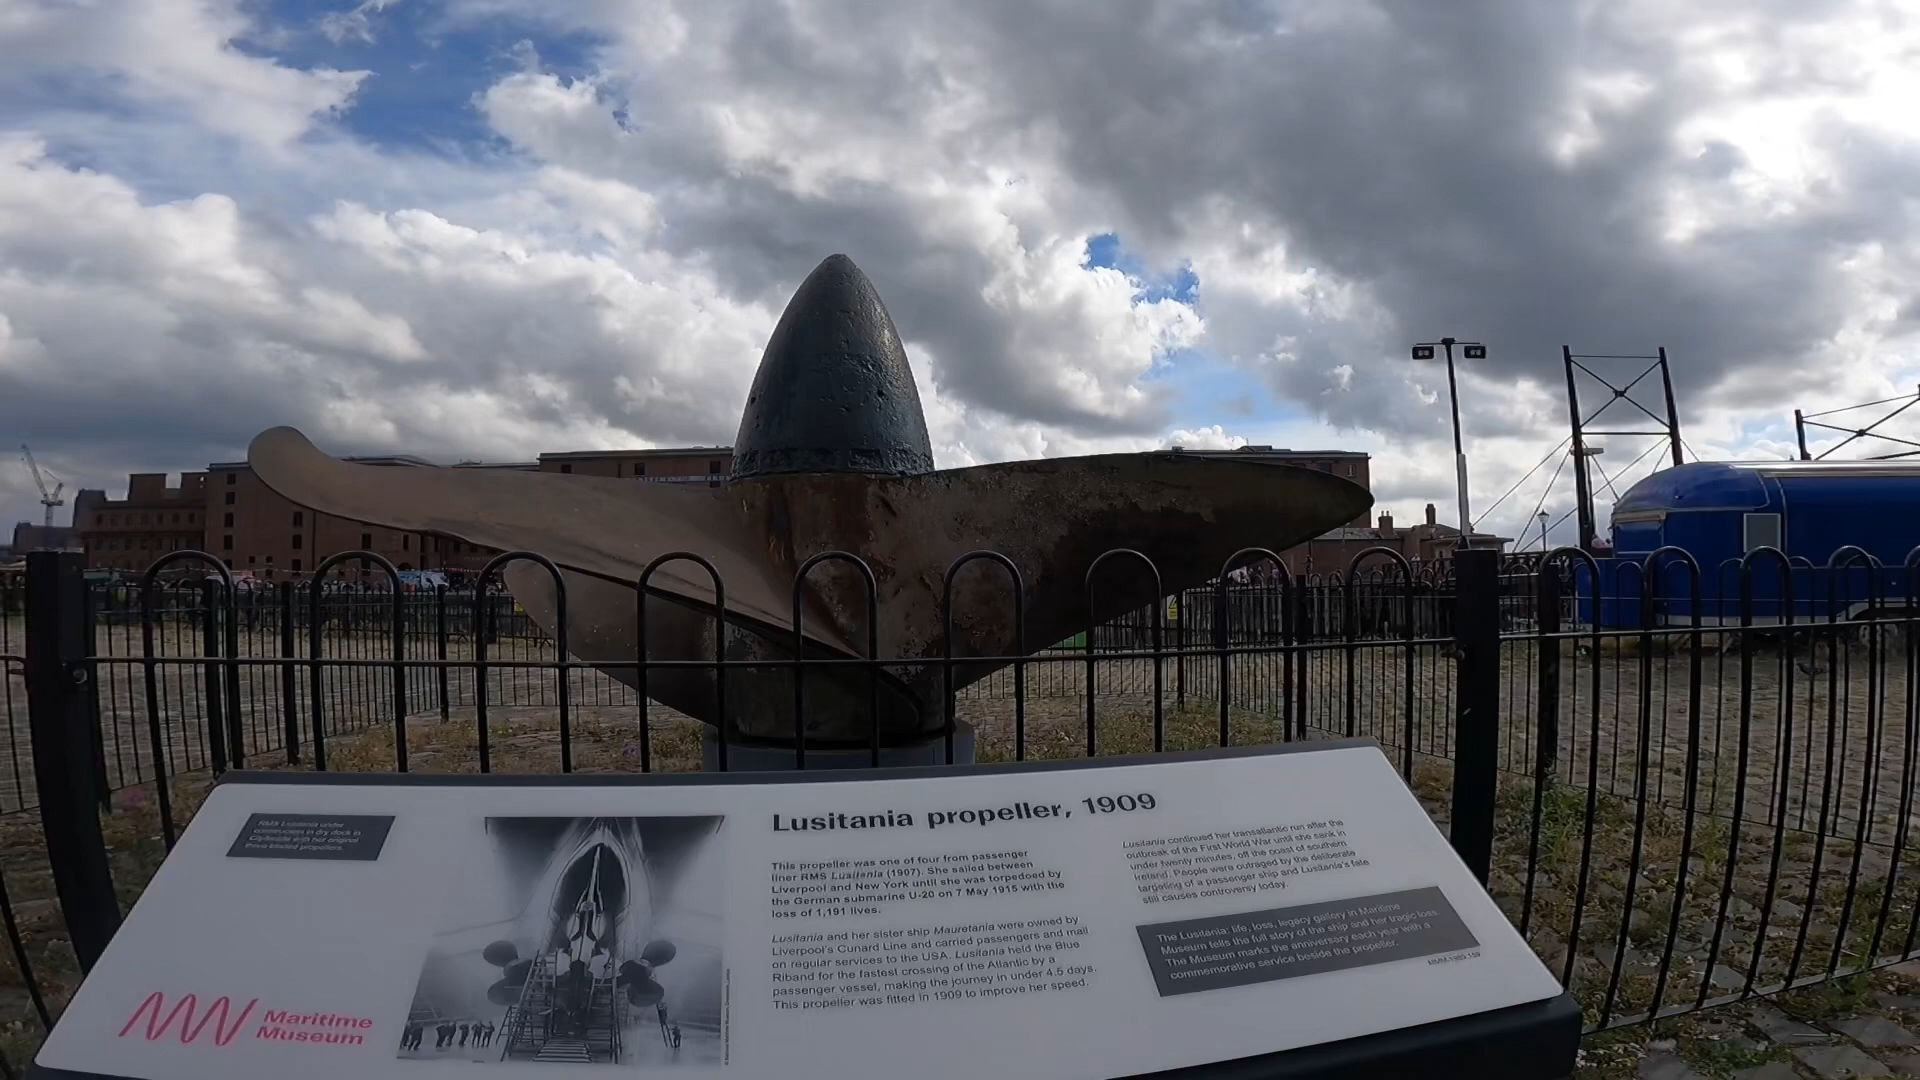 Lusitania propeller, 1909
RMS Lusitania under
construction in dry dock in
Clydeside with her original
three bladed propellers.
This propeller was one of four from passenger
liner RMS Lusitania (1907). She sailed between
Liverpool and New York until she was torpedoed by
the German submarine U-20 on 7 May 1915 with the
loss of 1,191 lives.
Lusitania and her sister ship Mauretania were owned by
Liverpool's Cunard Line and carried passengers and mail
on regular services to the USA. Lusitania held the Blue
Riband for the fastest crossing of the Atlantic by a
passenger vessel, making the journey in under 4.5 days.
This propeller was fitted in 1909 to improve her speed.
Lusitania continued her transatlantic run after the
outbreak of the First World War until she sank in
under twenty minutes, off the coast of southern
Ireland. People were outraged by the deliberate
targeting of a passenger ship and Lusitania's fate
still causes controversy today.
The Lusitania: life, loss, legacy gallery in Maritime
Museum tells the full story of the ship and her tragic loss.
The Museum marks the anniversary each year with a
commemorative service beside the propeller.
Maritime
Museum